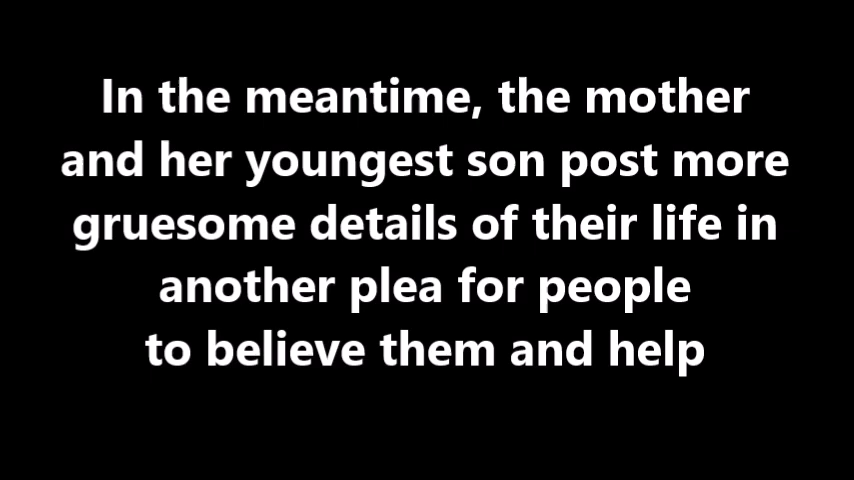 In the meantime, the mother
and her youngest son post more
gruesome details of their life in
another plea for people
to believe them and help